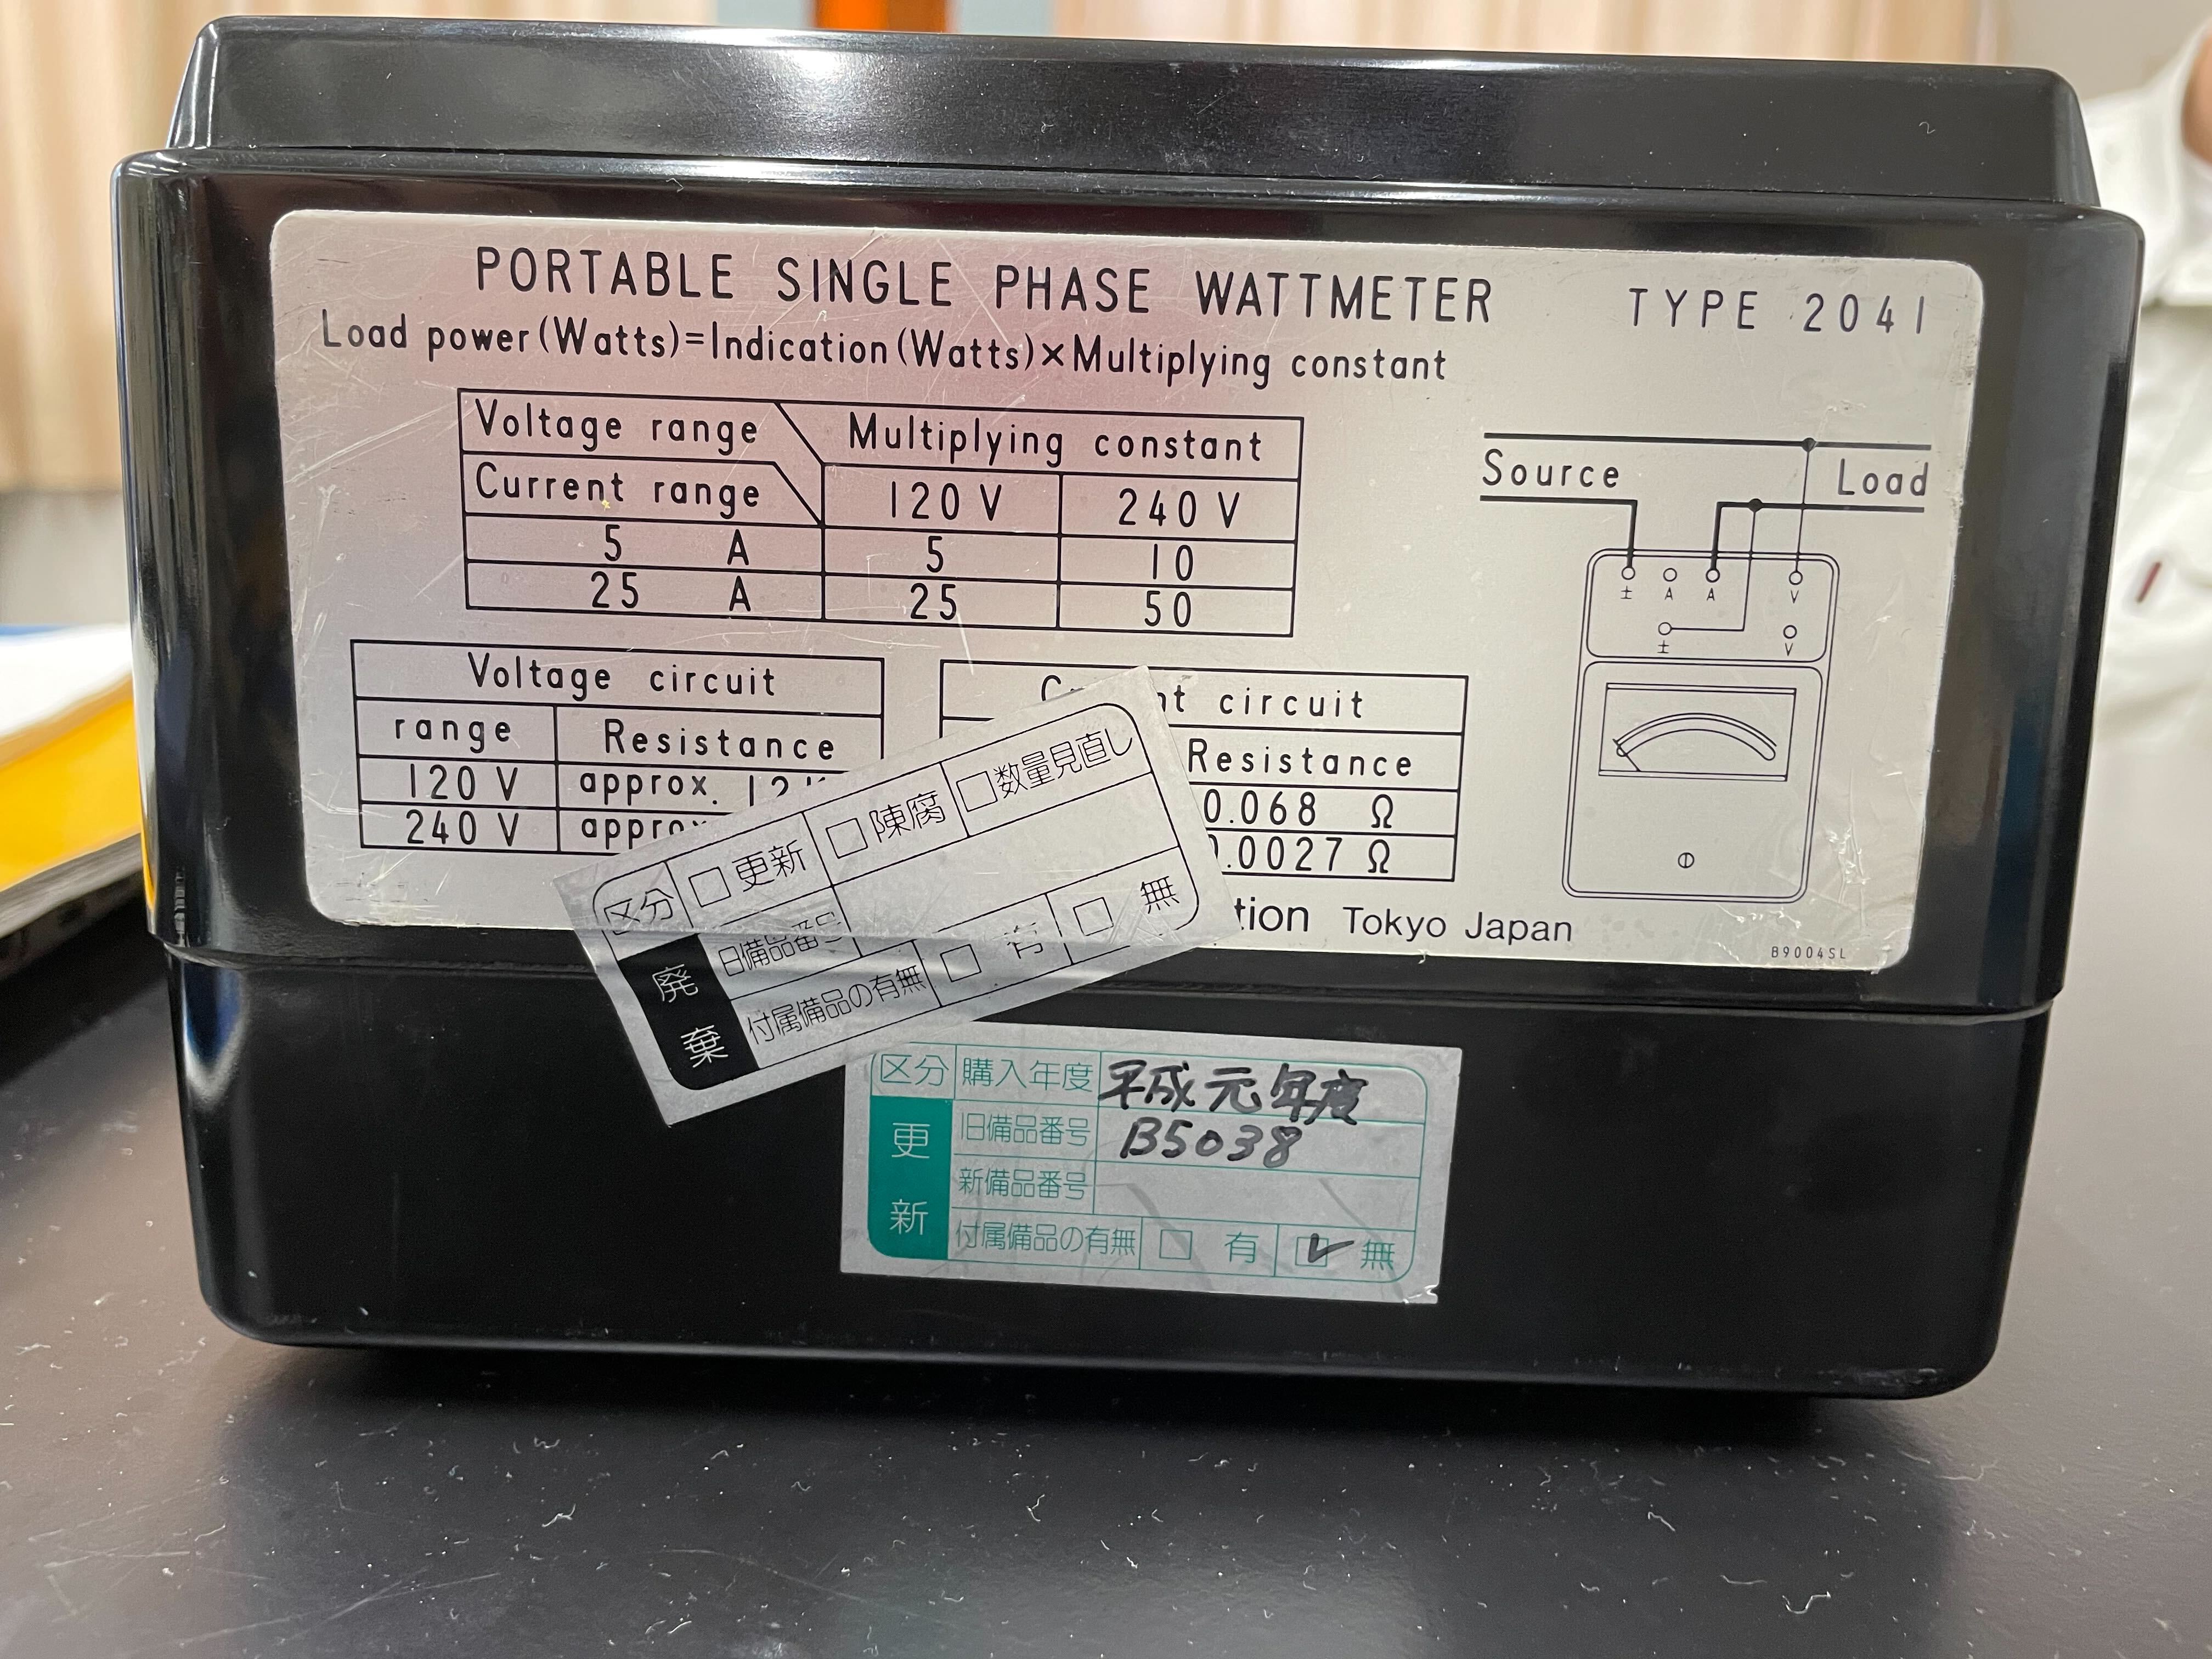 PORTABLE SINGLE PHASE WATTMETER TYPE 2041
Load power (Watts)=Indication (Watts)×Multiplying constant
Voltage range Multiplying constant
Current range 120 V 240 V
5 A 5 10
25 A 25 50
Source Load
± A A V
± V
Voltage circuit
range Resistance
120 V approx. 12
240 V
circuit
Resistance
0.068 Ω
.0027 Ω
Tokyo Japan
B9004SL
区分 □更新 □陳腐 □数量見直し
廃棄
旧備品番号
付属備品の有無 □ 有 □ 無
区分 購入年度 平成元年度
更新
旧備品番号 B5038
新備品番号
付属備品の有無 □ 有 ☑ 無